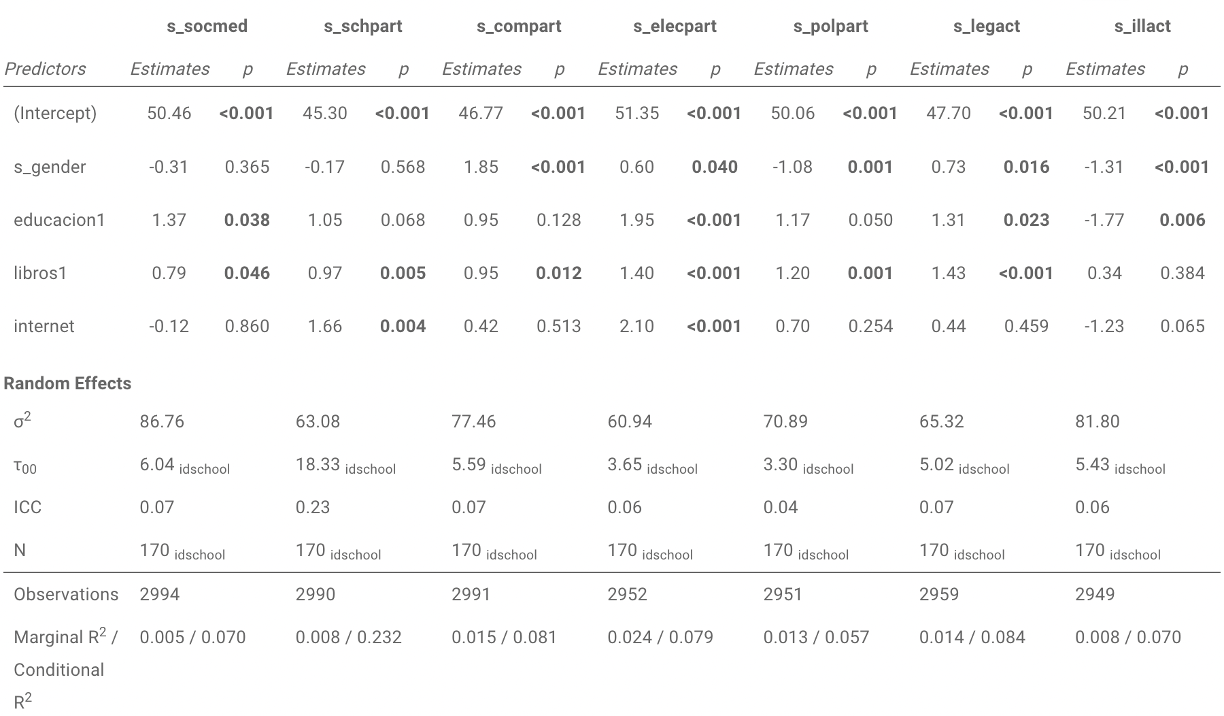 s_socmed s_schpart s_compart s_elecpart s_polpart s_legact s_illact
Predictors Estimates p Estimates p Estimates p Estimates p Estimates p Estimates p Estimates p
(Intercept) 50.46 <0.001 45.30 <0.001 46.77 <0.001 51.35 <0.001 50.06 <0.001 47.70 <0.001 50.21 <0.001
s_gender -0.31 0.365 -0.17 0.568 1.85 <0.001 0.60 0.040 -1.08 0.001 0.73 0.016 -1.31 <0.001
educacion1 1.37 0.038 1.05 0.068 0.95 0.128 1.95 <0.001 1.17 0.050 1.31 0.023 -1.77 0.006
libros1 0.79 0.046 0.97 0.005 0.95 0.012 1.40 <0.001 1.20 0.001 1.43 <0.001 0.34 0.384
internet -0.12 0.860 1.66 0.004 0.42 0.513 2.10 <0.001 0.70 0.254 0.44 0.459 -1.23 0.065
Random Effects
σ2 86.76 63.08 77.46 60.94 70.89 65.32 81.80
τ00 6.04 idschool 18.33 idschool 5.59 idschool 3.65 idschool 3.30 idschool 5.02 idschool 5.43 idschool
ICC 0.07 0.23 0.07 0.06 0.04 0.07 0.06
N 170 idschool 170 idschool 170 idschool 170 idschool 170 idschool 170 idschool 170 idschool
Observations 2994 2990 2991 2952 2951 2959 2949
Marginal R2 / 0.005 / 0.070 0.008 / 0.232 0.015 / 0.081 0.024 / 0.079 0.013 / 0.057 0.014 / 0.084 0.008 / 0.070
Conditional
R2